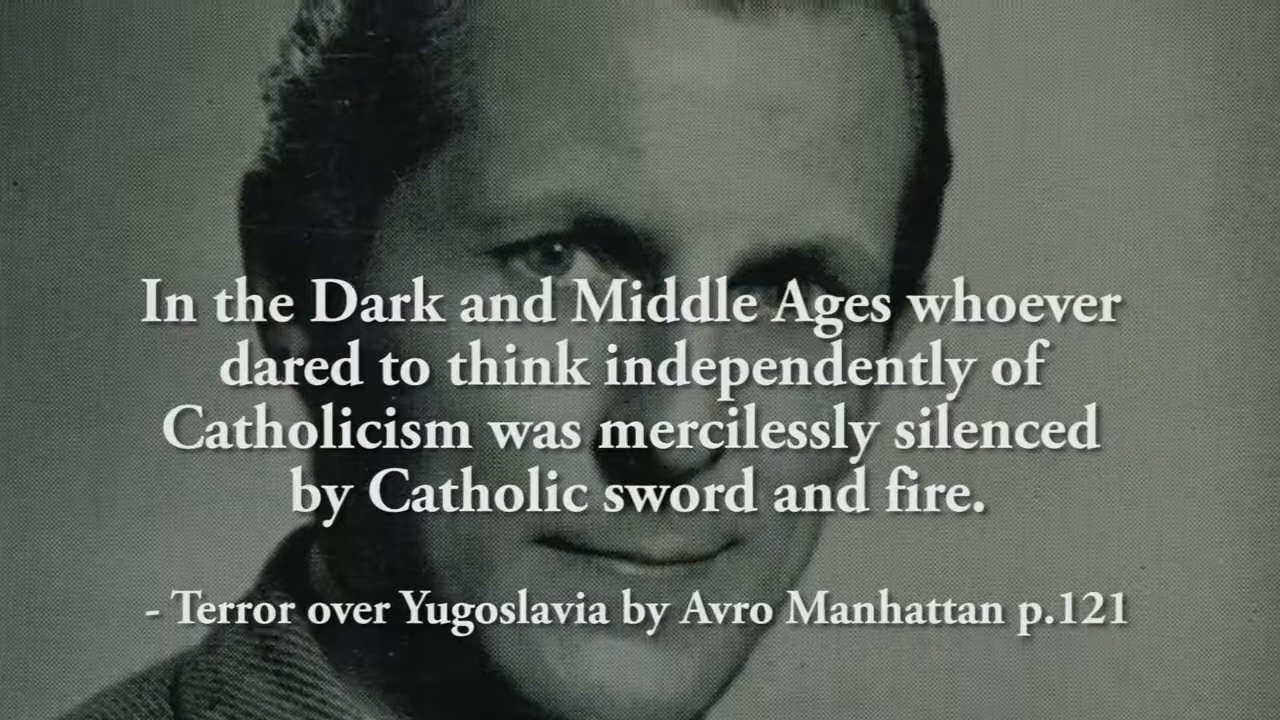 In the Dark and Middle Ages whoever
dared to think independently of
Catholicism was mercilessly silenced
by Catholic sword and fire.
- Terror over Yugoslavia by Avro Manhattan p.121